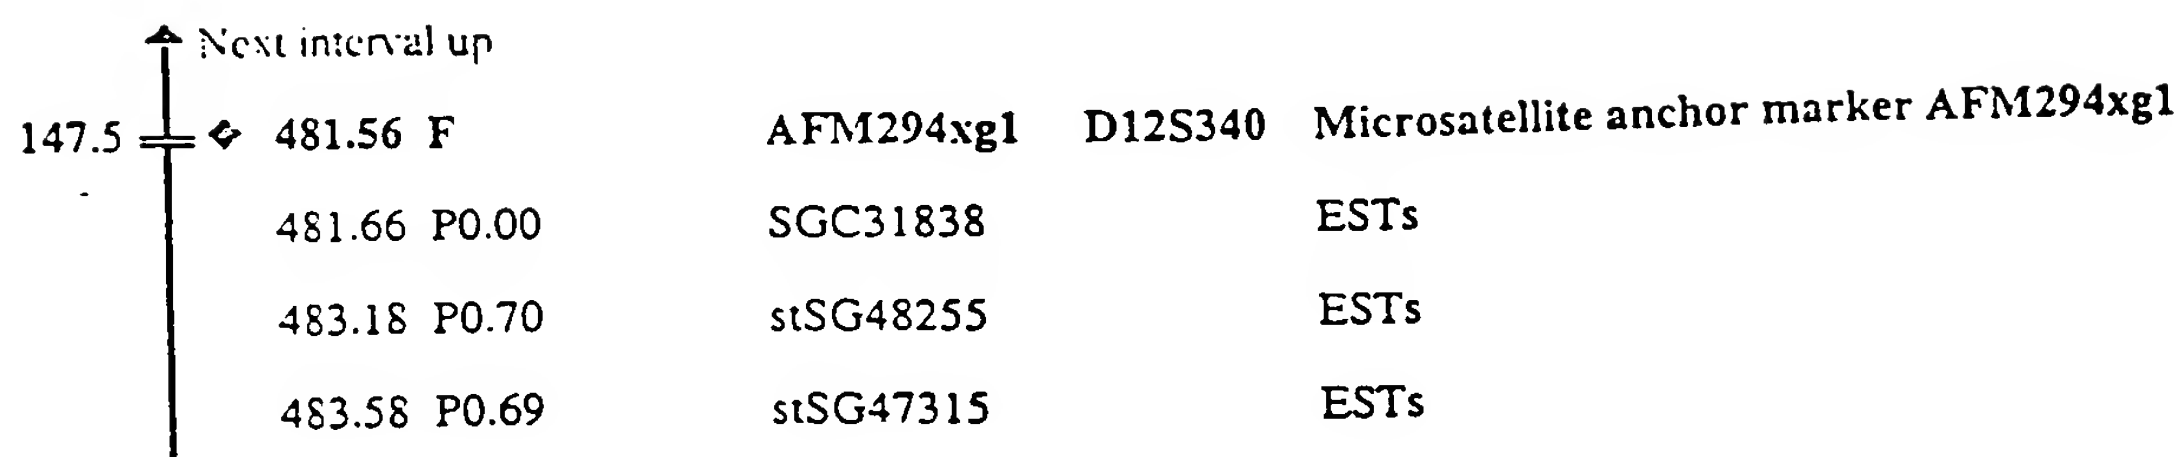 Next interval up
147.5 481.56 F AFM294xg1 D12S340 Microsatellite anchor marker AFM294xg1
481.66 P0.00 SGC31838 ESTs
483.18 P0.70 stSG48255 ESTs
483.58 P0.69 stSG47315 ESTs